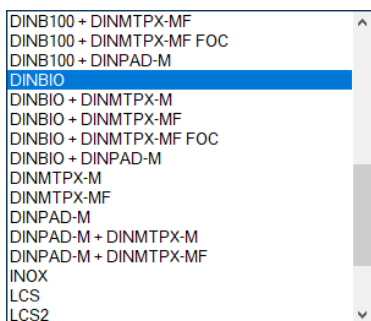 DINB100 + DINMTPX-MF
DINB100 + DINMTPX-MF FOC
DINB100 + DINPAD-M
DINBIO
DINBIO + DINMTPX-M
DINBIO + DINMTPX-MF
DINBIO + DINMTPX-MF FOC
DINBIO + DINPAD-M
DINMTPX-M
DINMTPX-MF
DINPAD-M
DINPAD-M + DINMTPX-M
DINPAD-M + DINMTPX-MF
INOX
LCS
LCS2